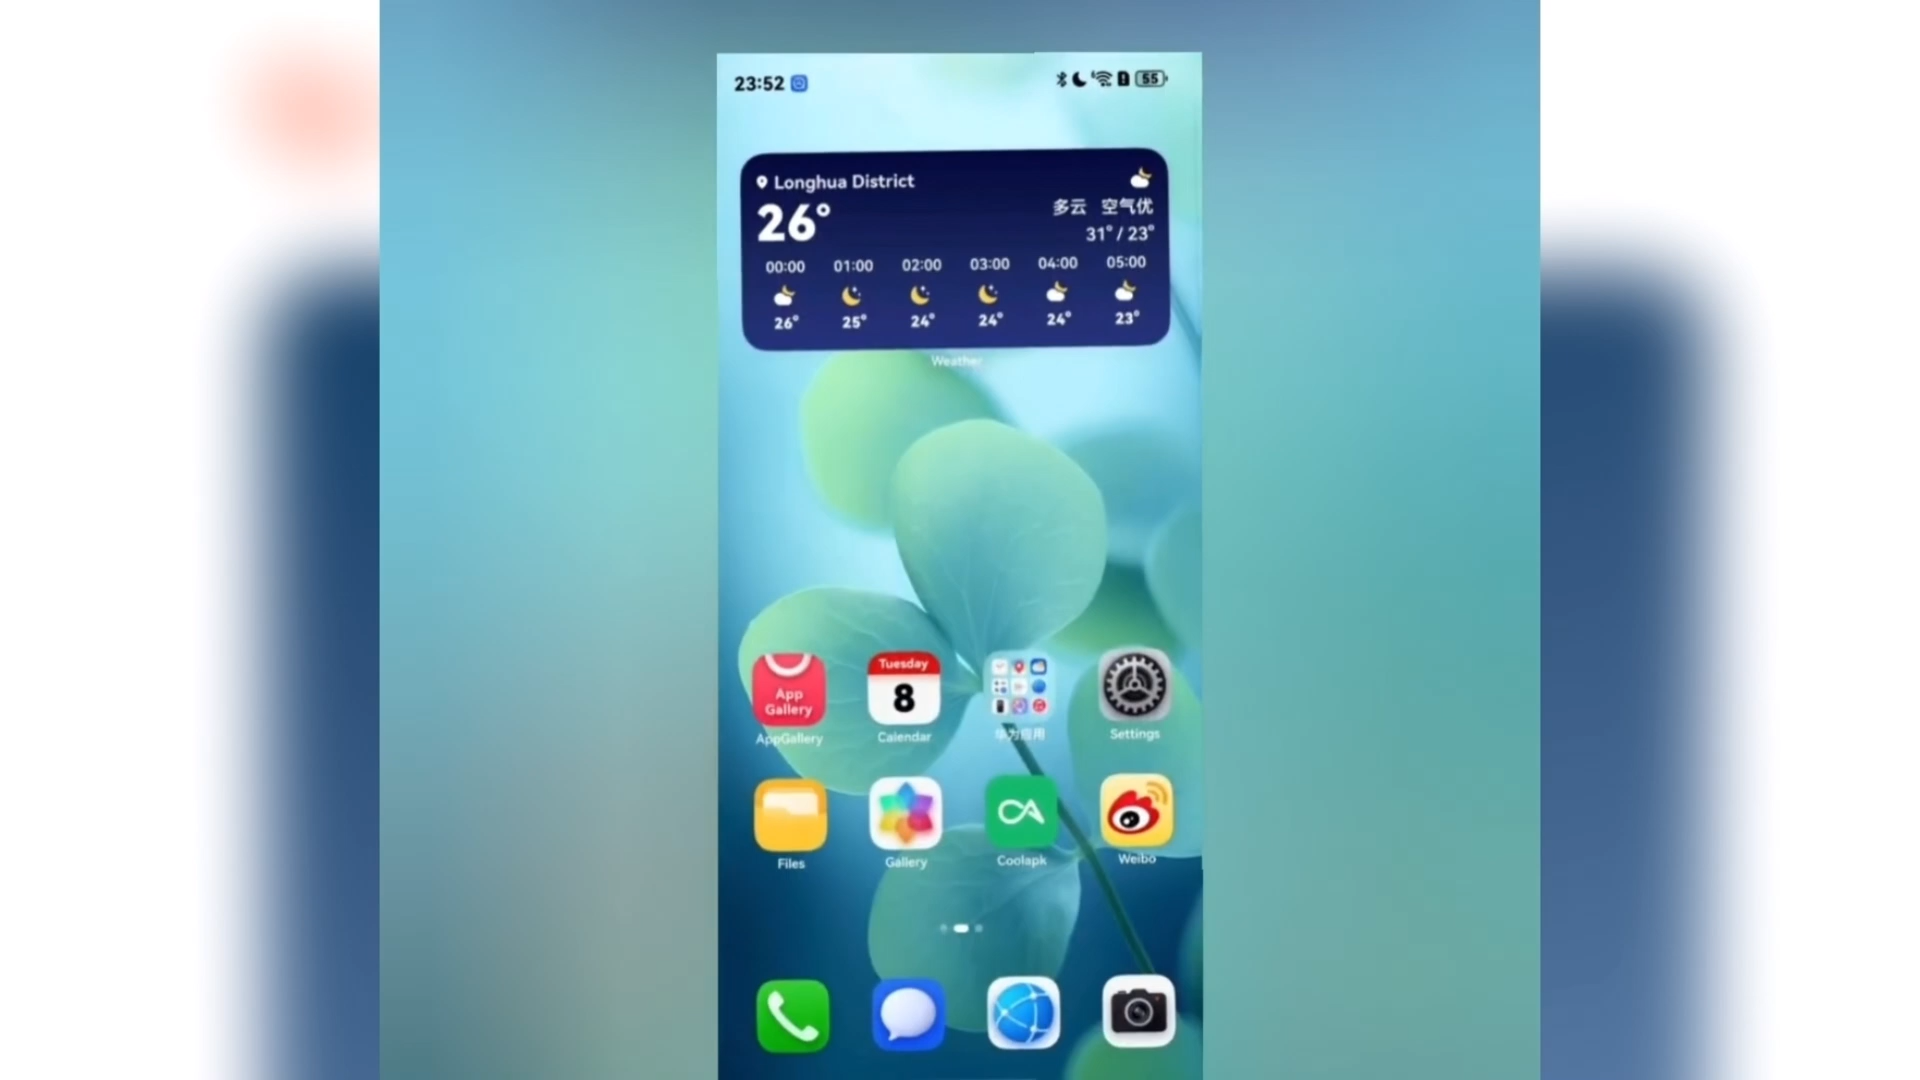 23:52
55
Longhua District
26°
多云 空气优
31° / 23°
00:00 01:00 02:00 03:00 04:00 05:00
26° 25° 24° 24° 24° 23°
Weather
App
Gallery
Tuesday
8
AppGallery
Calendar
华为应用
Settings
Files
Gallery
Coolapk
Weibo